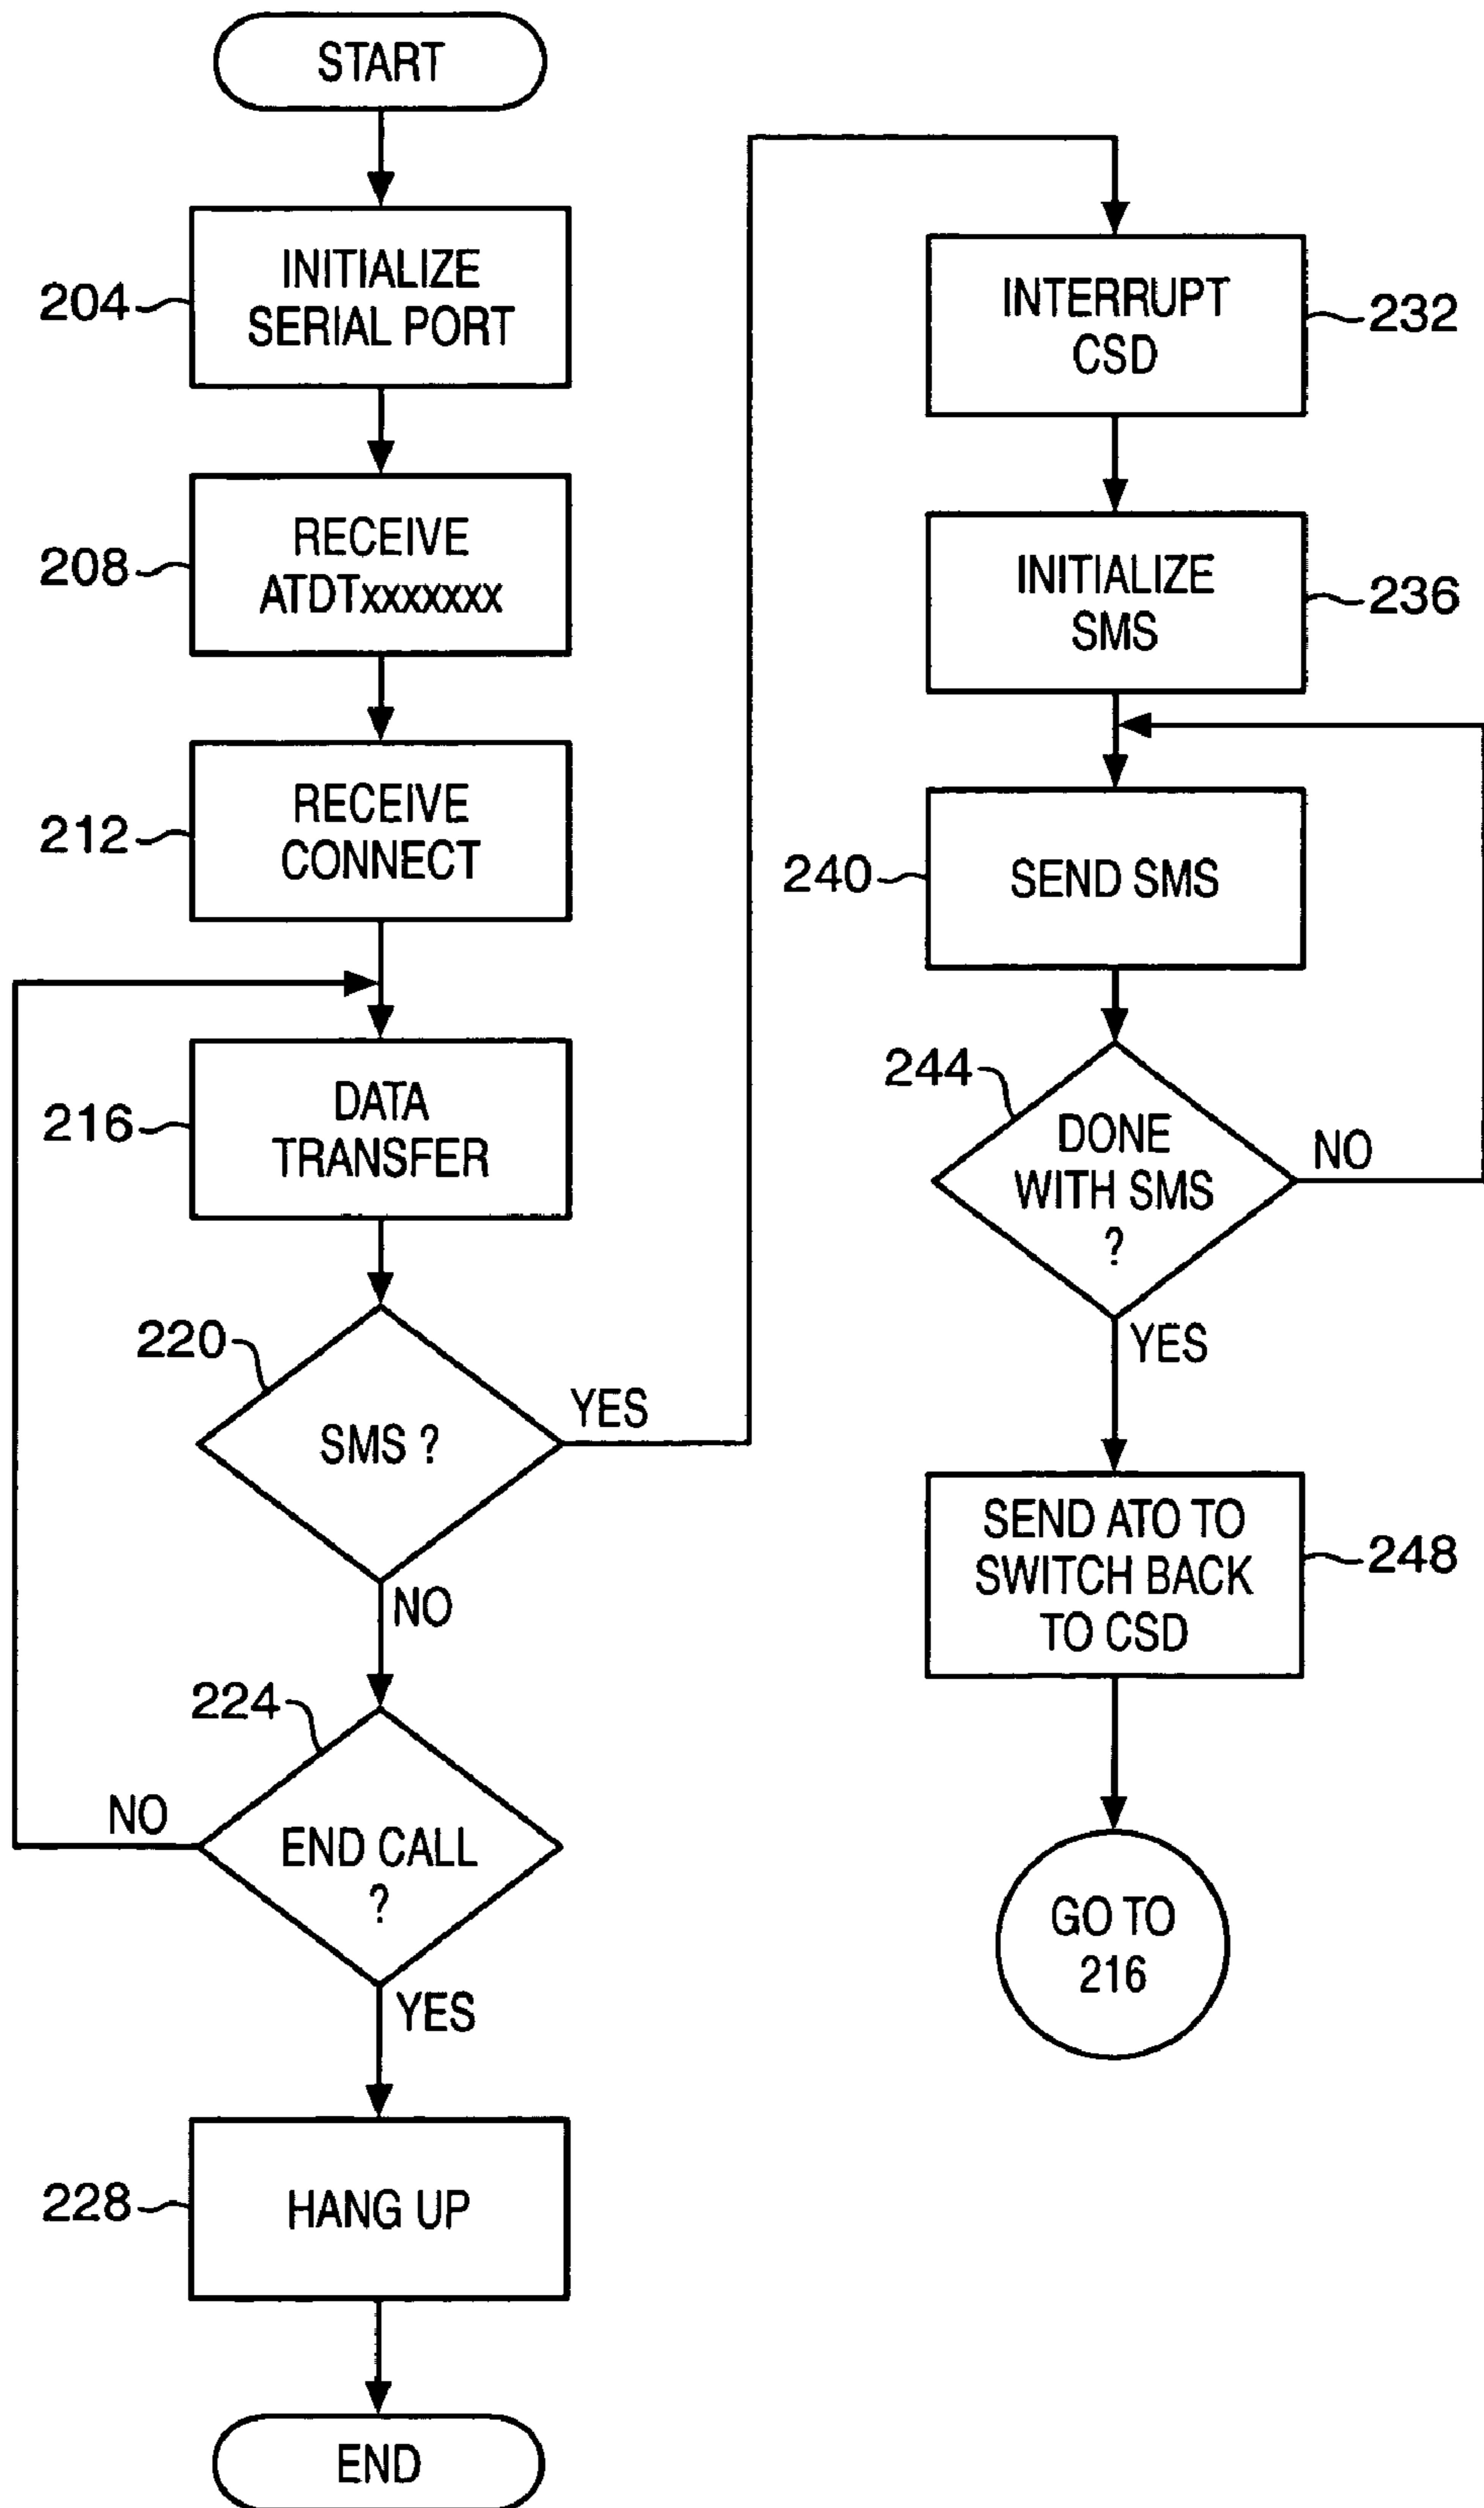 START
INITIALIZE
SERIAL PORT
204
RECEIVE
ATDTxxxxxxx
208
RECEIVE
CONNECT
212
DATA
TRANSFER
216
220
SMS ?
YES
NO
224
END CALL
?
NO
YES
HANG UP
228
END
INTERRUPT
CSD
232
INITIALIZE
SMS
236
SEND SMS
240
244
DONE
WITH SMS
?
NO
YES
SEND ATO TO
SWITCH BACK
TO CSD
248
GO TO
216